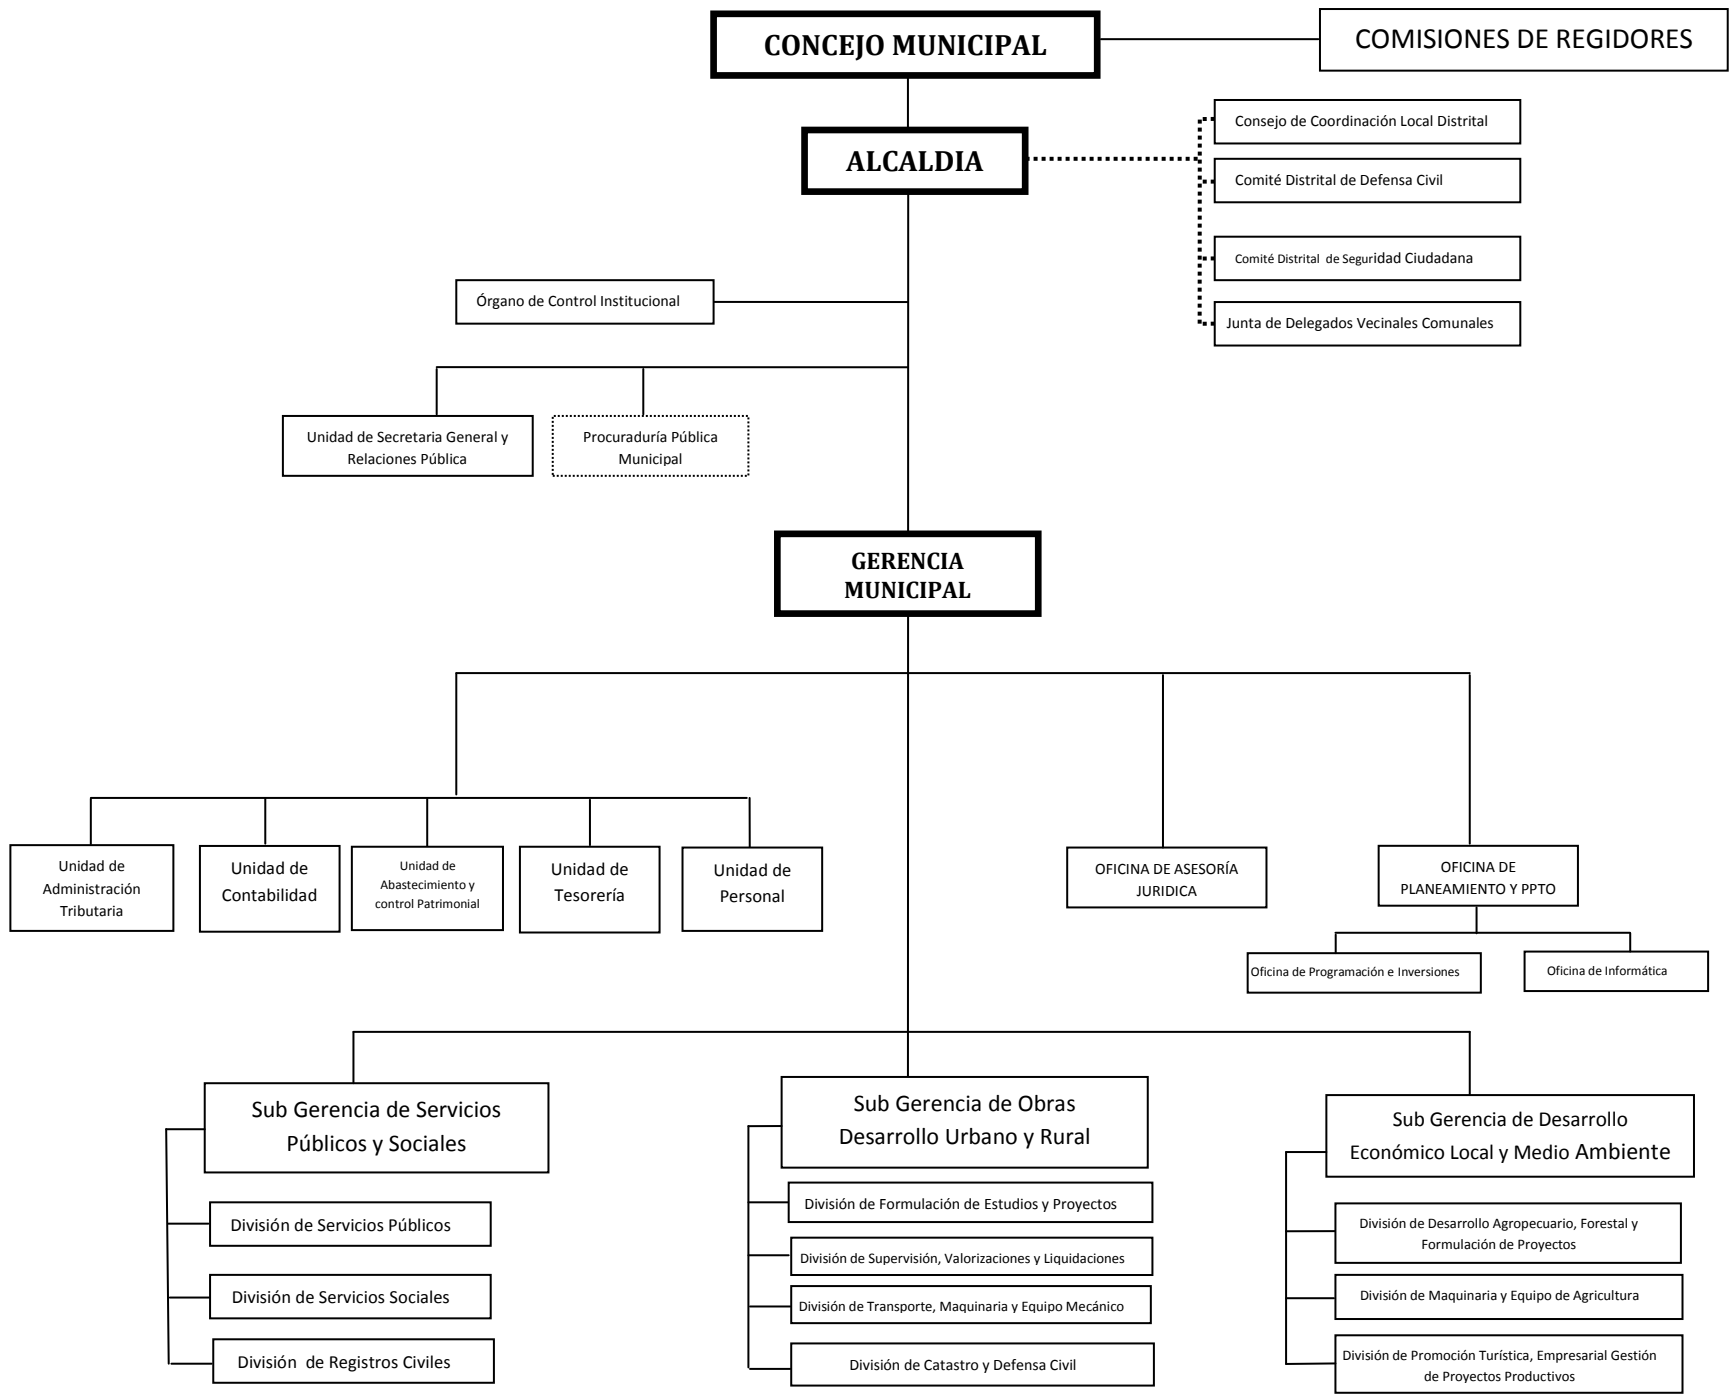 CONCEJO MUNICIPAL
COMISIONES DE REGIDORES
ALCALDIA
Consejo de Coordinación Local Distrital
Comité Distrital de Defensa Civil
Comité Distrital de Seguridad Ciudadana
Junta de Delegados Vecinales Comunales
Órgano de Control Institucional
Unidad de Secretaria General y
Relaciones Pública
Procuraduría Pública
Municipal
GERENCIA
MUNICIPAL
Unidad de
Administración
Tributaria
Unidad de
Contabilidad
Unidad de
Abastecimiento y
control Patrimonial
Unidad de
Tesorería
Unidad de
Personal
OFICINA DE ASESORÍA
JURIDICA
OFICINA DE
PLANEAMIENTO Y PPTO
Oficina de Programación e Inversiones
Oficina de Informática
Sub Gerencia de Servicios
Públicos y Sociales
División de Servicios Públicos
División de Servicios Sociales
División de Registros Civiles
Sub Gerencia de Obras
Desarrollo Urbano y Rural
División de Formulación de Estudios y Proyectos
División de Supervisión, Valorizaciones y Liquidaciones
División de Transporte, Maquinaria y Equipo Mecánico
División de Catastro y Defensa Civil
Sub Gerencia de Desarrollo
Económico Local y Medio Ambiente
División de Desarrollo Agropecuario, Forestal y
Formulación de Proyectos
División de Maquinaria y Equipo de Agricultura
División de Promoción Turística, Empresarial Gestión
de Proyectos Productivos